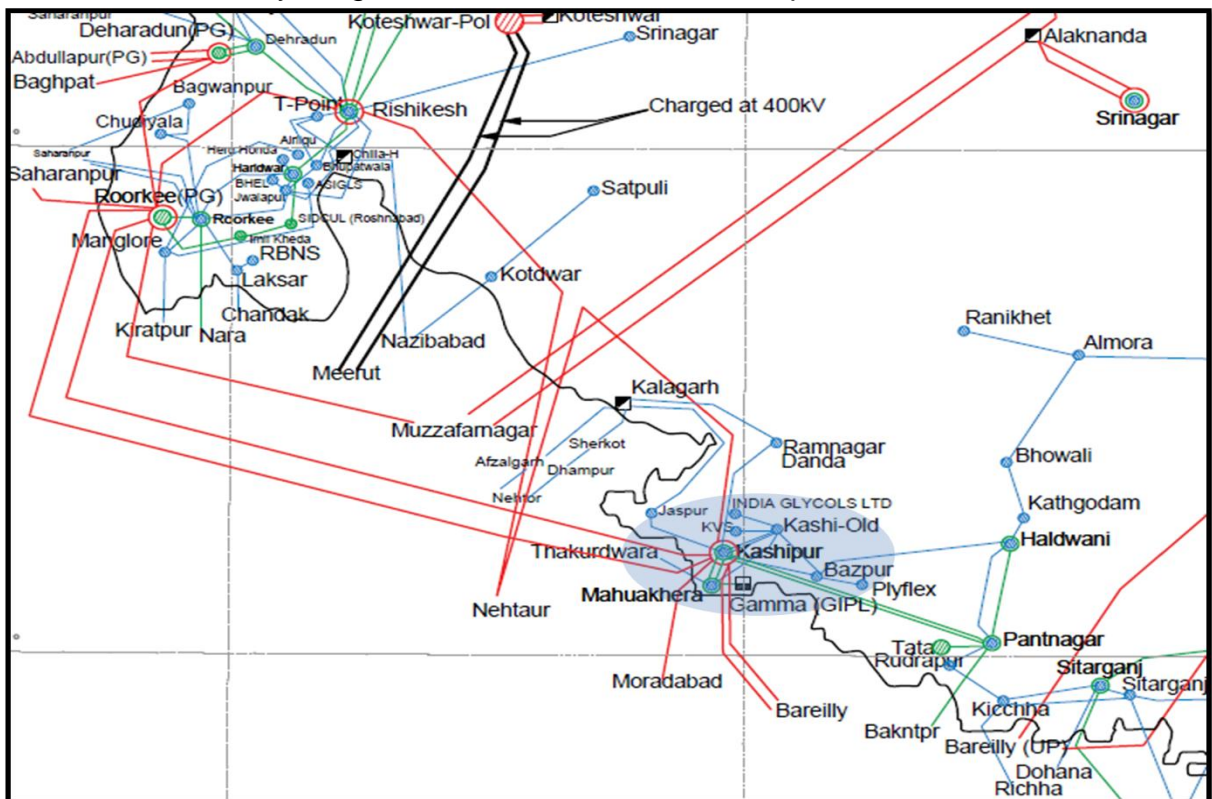 Saharanpur
Deharadun(PG)
Dehradun
Koteshwar-Pol
Koteshwar
Srinagar
Alaknanda
Abdullapur(PG)
Baghpat
Bagwanpur
T-Point
Rishikesh
Charged at 400kV
Srinagar
Chudiyala
Hero Honda
Chilla-H
Saharanpur
Haridwar
Bhupatwala
Saharanpur
BHEL
ASIGLS
Jwalapur
Satpuli
Roorkee(PG)
Roorkee
SIDCUL (Roshnabad)
Manglore
Imli Kheda
RBNS
Laksar
Kotdwar
Kiratpur
Nara
Chandak
Nazibabad
Ranikhet
Almora
Meerut
Kalagarh
Muzzafarnagar
Sherkot
Ramnagar
Danda
Afzalgarh
Dhampur
Bhowali
Nehtor
Jaspur
INDIA GLYCOLS LTD
Kathgodam
KVS
Kashi-Old
Thakurdwara
Kashipur
Haldwani
Bazpur
Plyflex
Nehtaur
Mahuakhera
Gamma (GIPL)
Tata
Pantnagar
Rudrapur
Sitarganj
Sitarganj
Moradabad
Bareilly
Kicchha
Bakntpr
Bareilly (UP)
Dohana
Richha